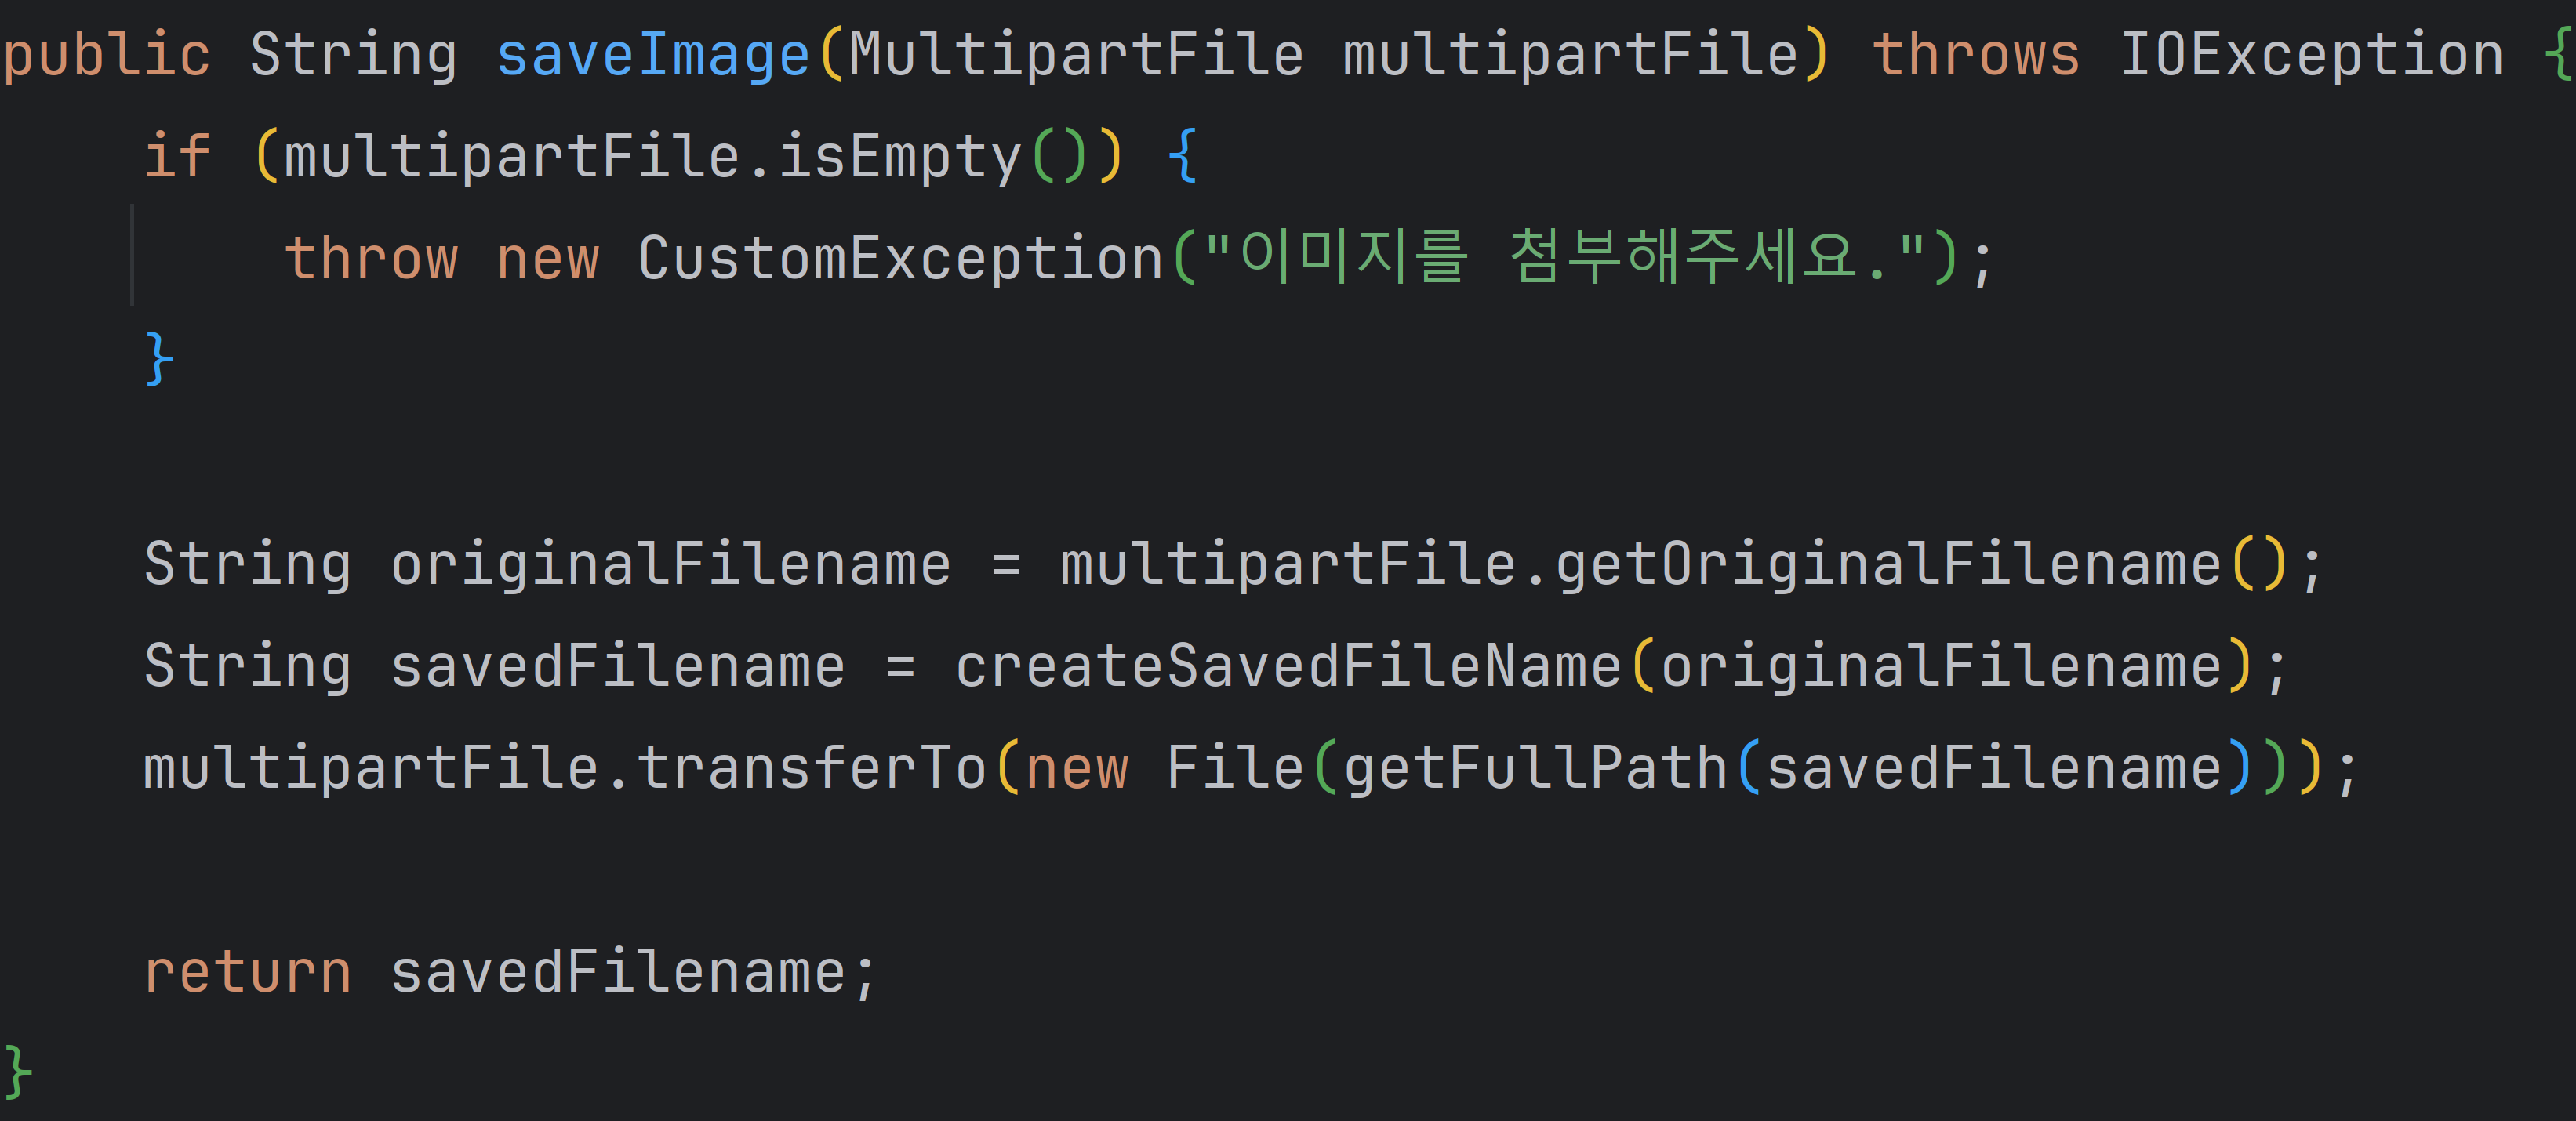 public String saveImage(MultipartFile multipartFile) throws IOException {
    if (multipartFile.isEmpty()) {
        throw new CustomException("이미지를 첨부해주세요.");
    }

    String originalFilename = multipartFile.getOriginalFilename();
    String savedFilename = createSavedFileName(originalFilename);
    multipartFile.transferTo(new File(getFullPath(savedFilename)));

    return savedFilename;
}